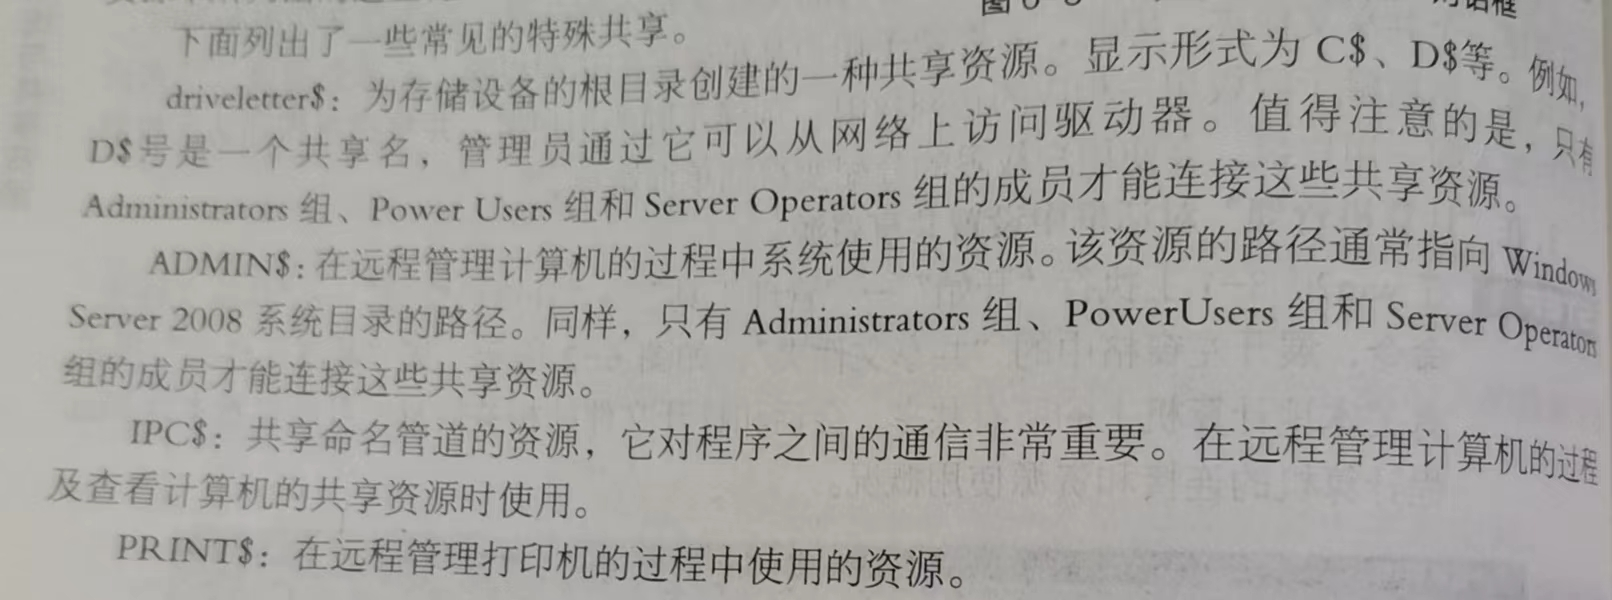 下面列出了一些常见的特殊共享。
driveletter$：为存储设备的根目录创建的一种共享资源。显示形式为 C$、D$等。例如，
D$号是一个共享名，管理员通过它可以从网络上访问驱动器。值得注意的是，只有
Administrators 组、Power Users 组和 Server Operators 组的成员才能连接这些共享资源。
ADMIN$：在远程管理计算机的过程中系统使用的资源。该资源的路径通常指向 Windows
Server 2008 系统目录的路径。同样，只有 Administrators 组、PowerUsers 组和 Server Operators
组的成员才能连接这些共享资源。
IPC$：共享命名管道的资源，它对程序之间的通信非常重要。在远程管理计算机的过程
及查看计算机的共享资源时使用。
PRINT$：在远程管理打印机的过程中使用的资源。